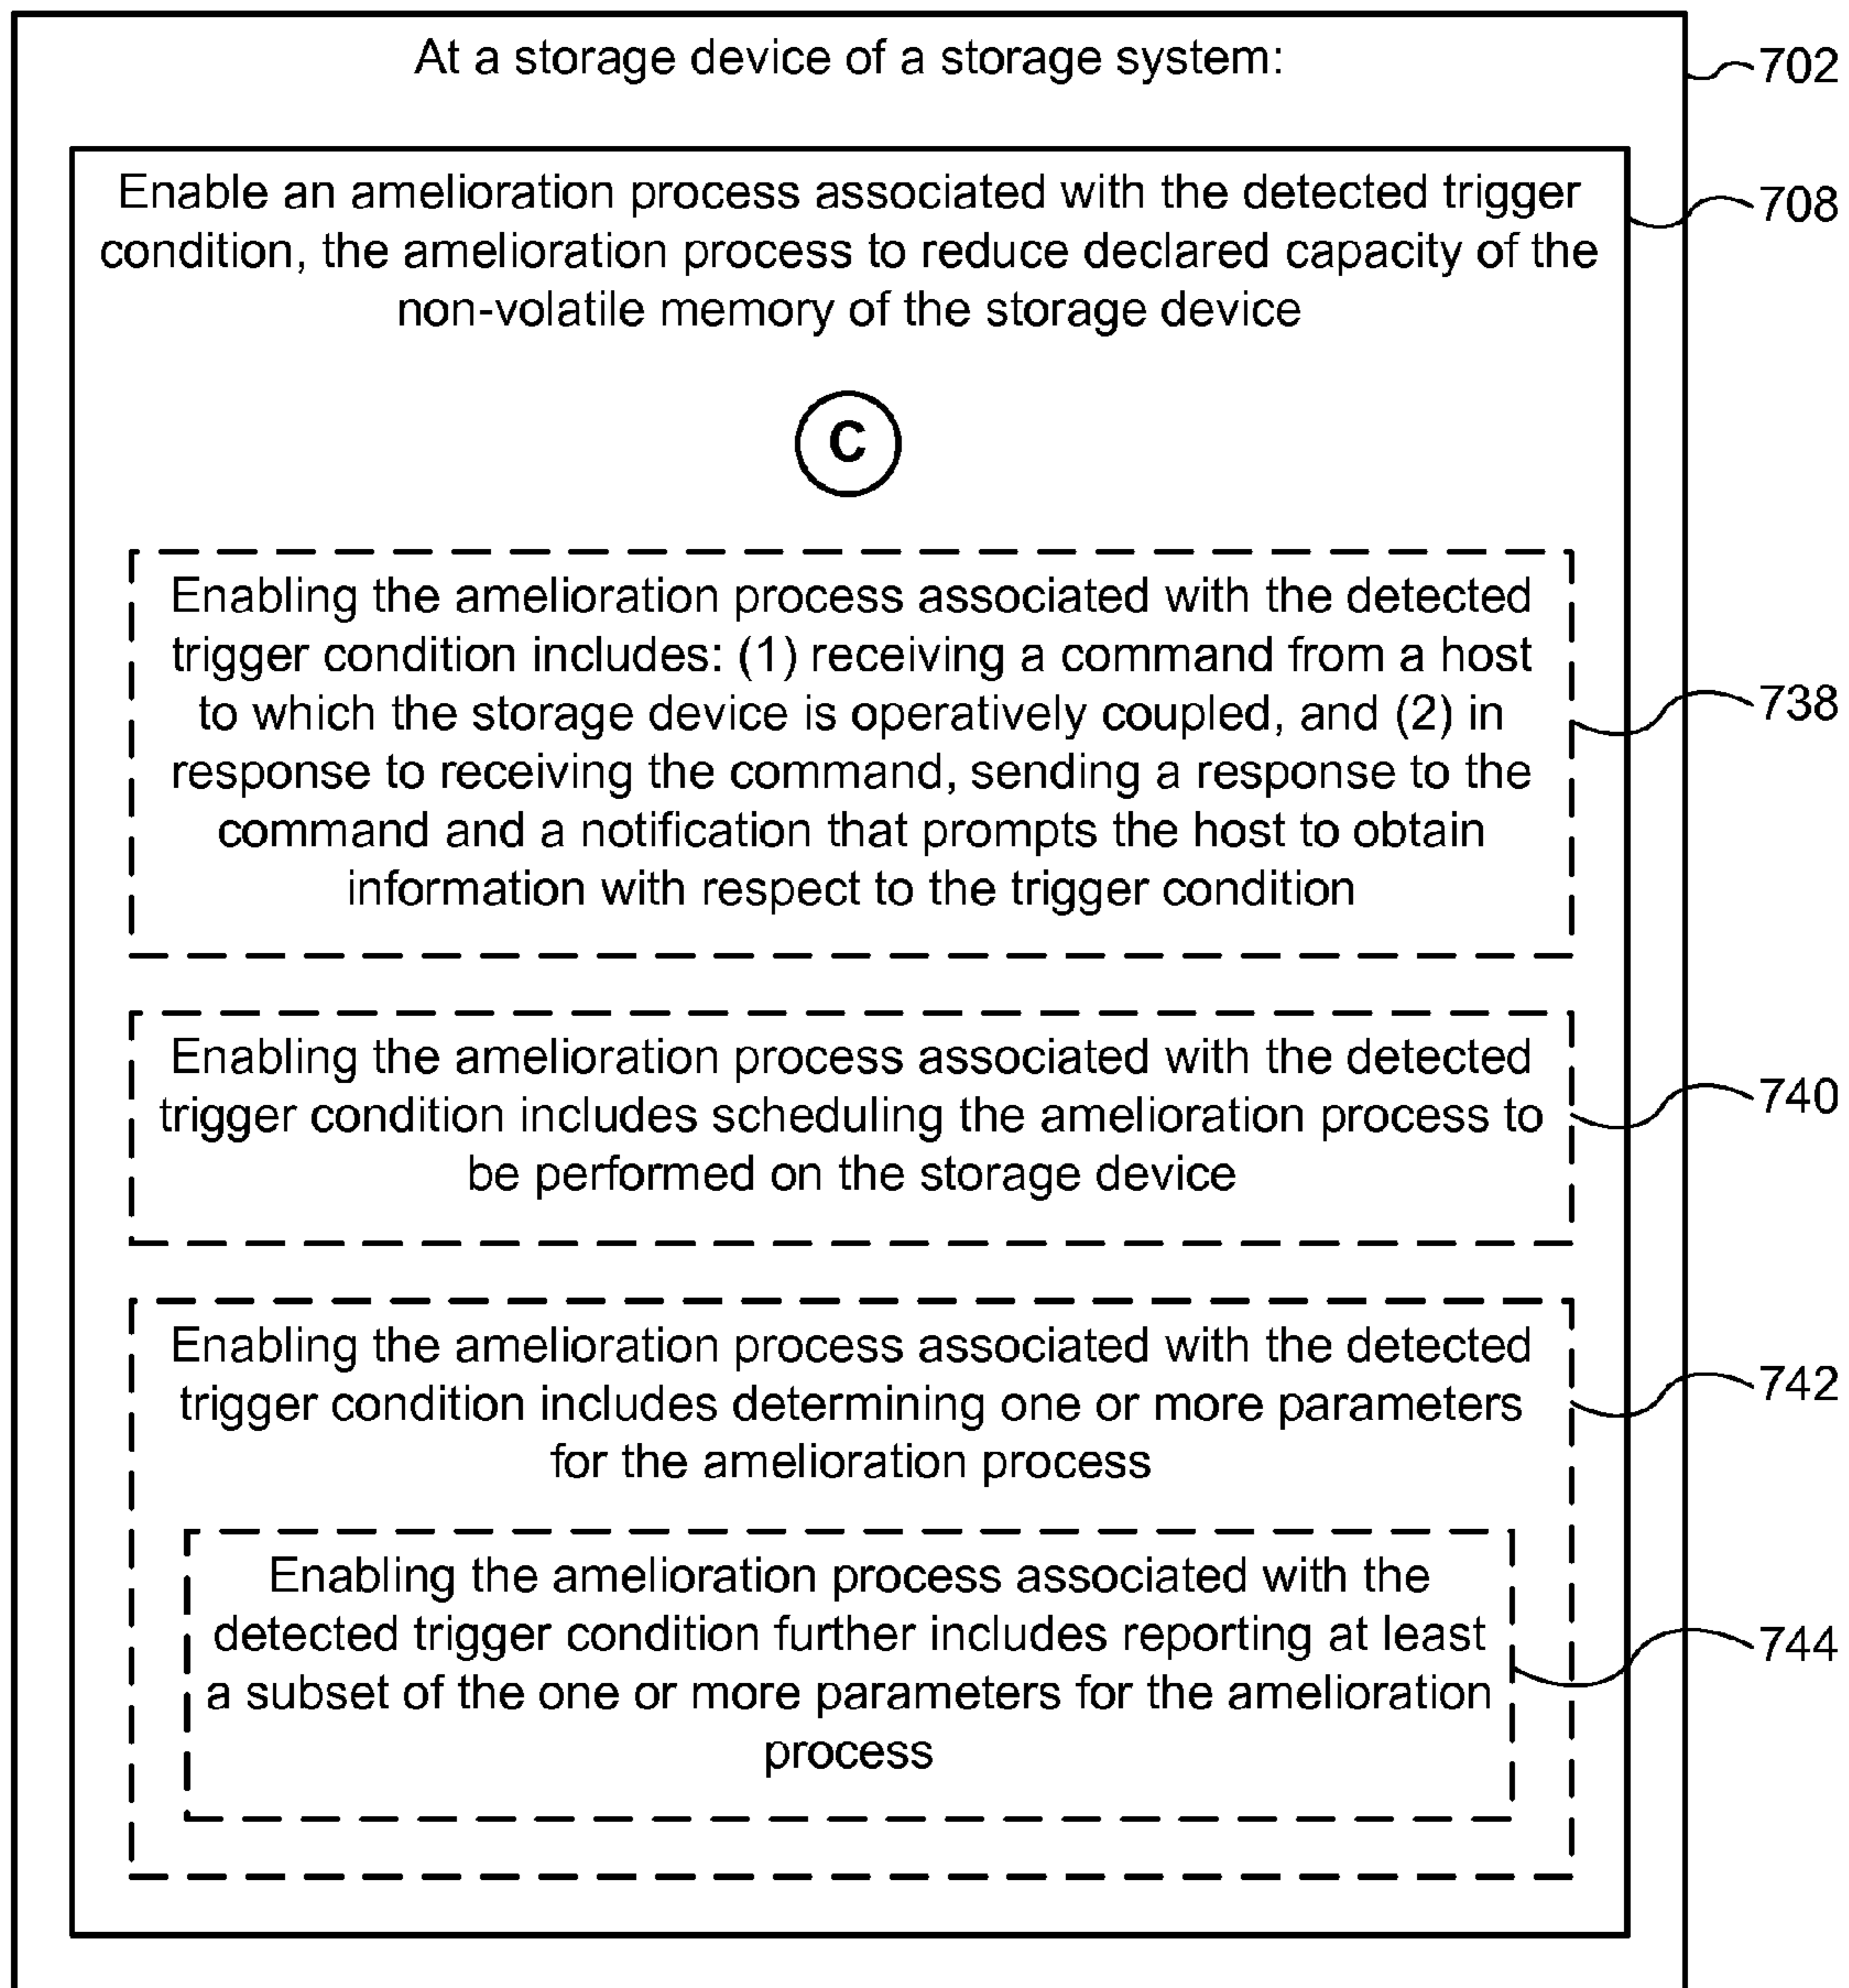 At a storage device of a storage system:
702
Enable an amelioration process associated with the detected trigger
condition, the amelioration process to reduce declared capacity of the
non-volatile memory of the storage device
708
C
Enabling the amelioration process associated with the detected
trigger condition includes: (1) receiving a command from a host
to which the storage device is operatively coupled, and (2) in
response to receiving the command, sending a response to the
command and a notification that prompts the host to obtain
information with respect to the trigger condition
738
Enabling the amelioration process associated with the detected
trigger condition includes scheduling the amelioration process to
be performed on the storage device
740
Enabling the amelioration process associated with the detected
trigger condition includes determining one or more parameters
for the amelioration process
742
Enabling the amelioration process associated with the
detected trigger condition further includes reporting at least
a subset of the one or more parameters for the amelioration
process
744